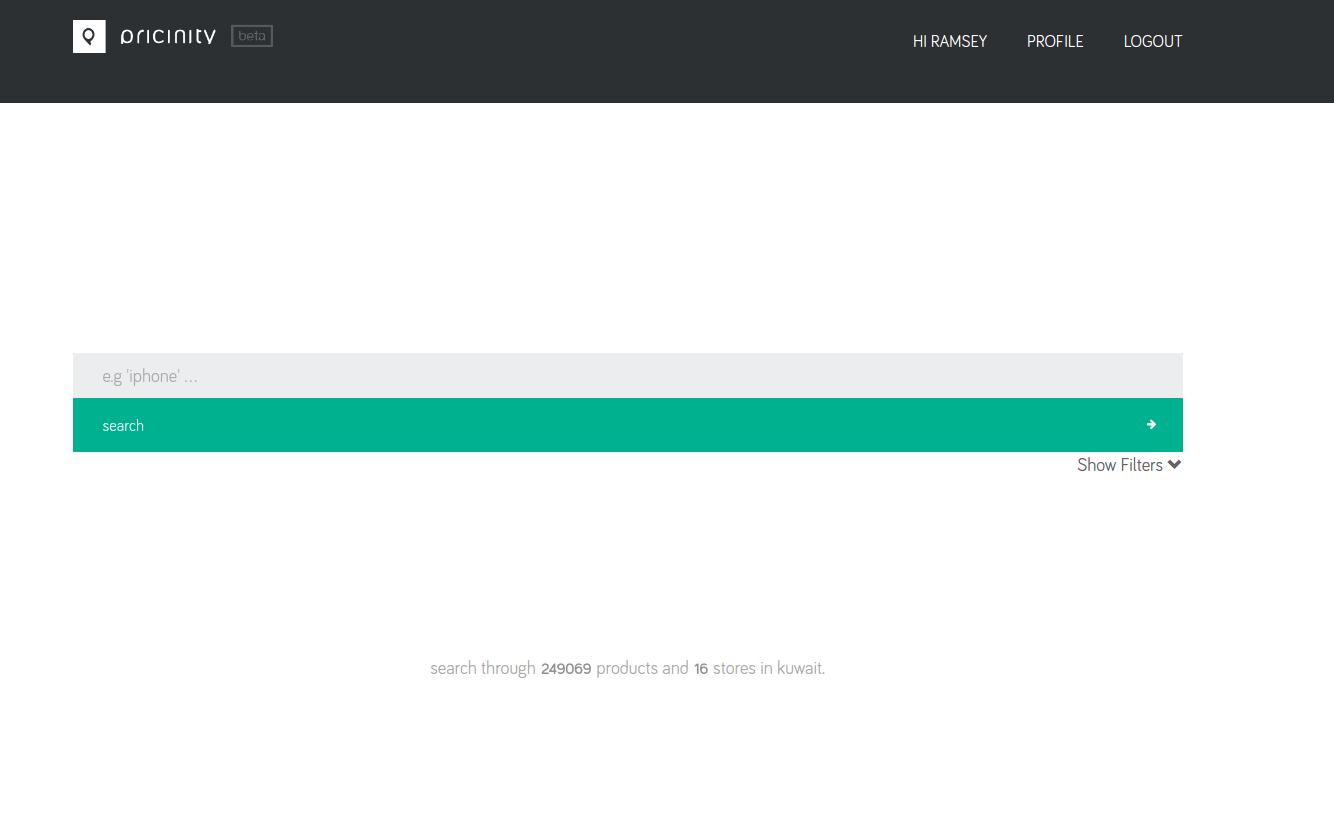 pricinity beta
HI RAMSEY PROFILE LOGOUT
e.g 'iphone' ...
search
Show Filters
search through 249069 products and 16 stores in kuwait.